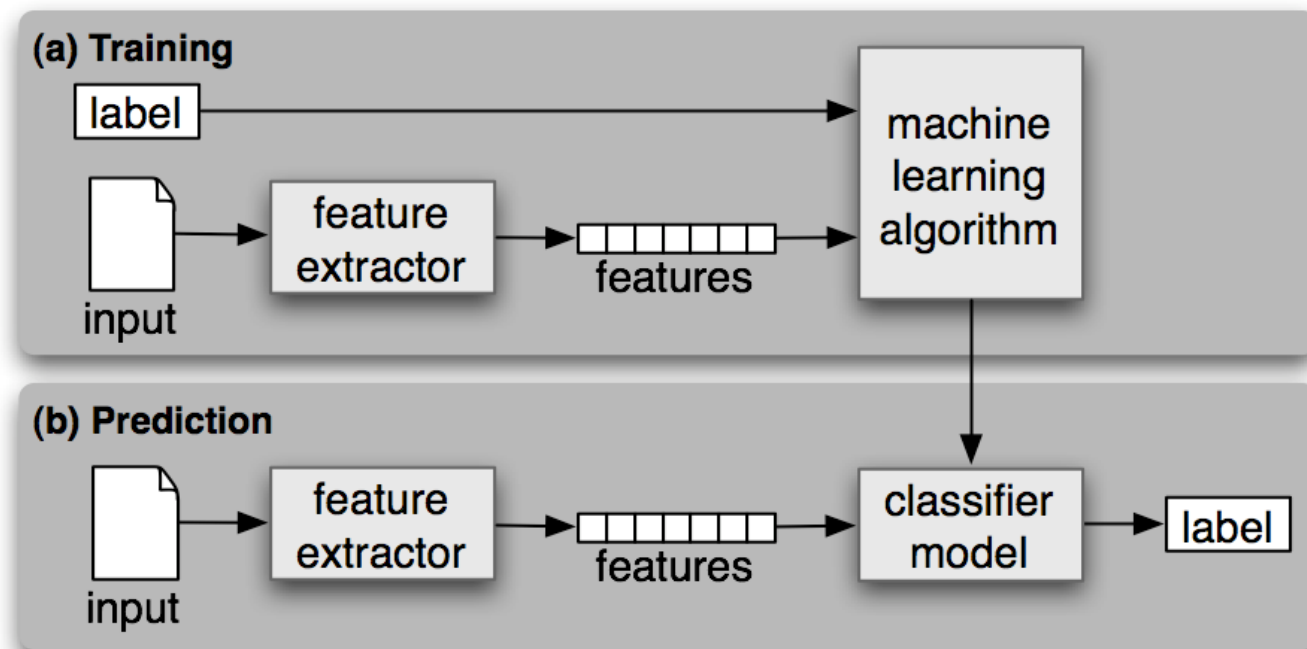 (a) Training
label
machine
learning
algorithm
feature
extractor
features
input
(b) Prediction
feature
extractor
features
input
classifier
model
label